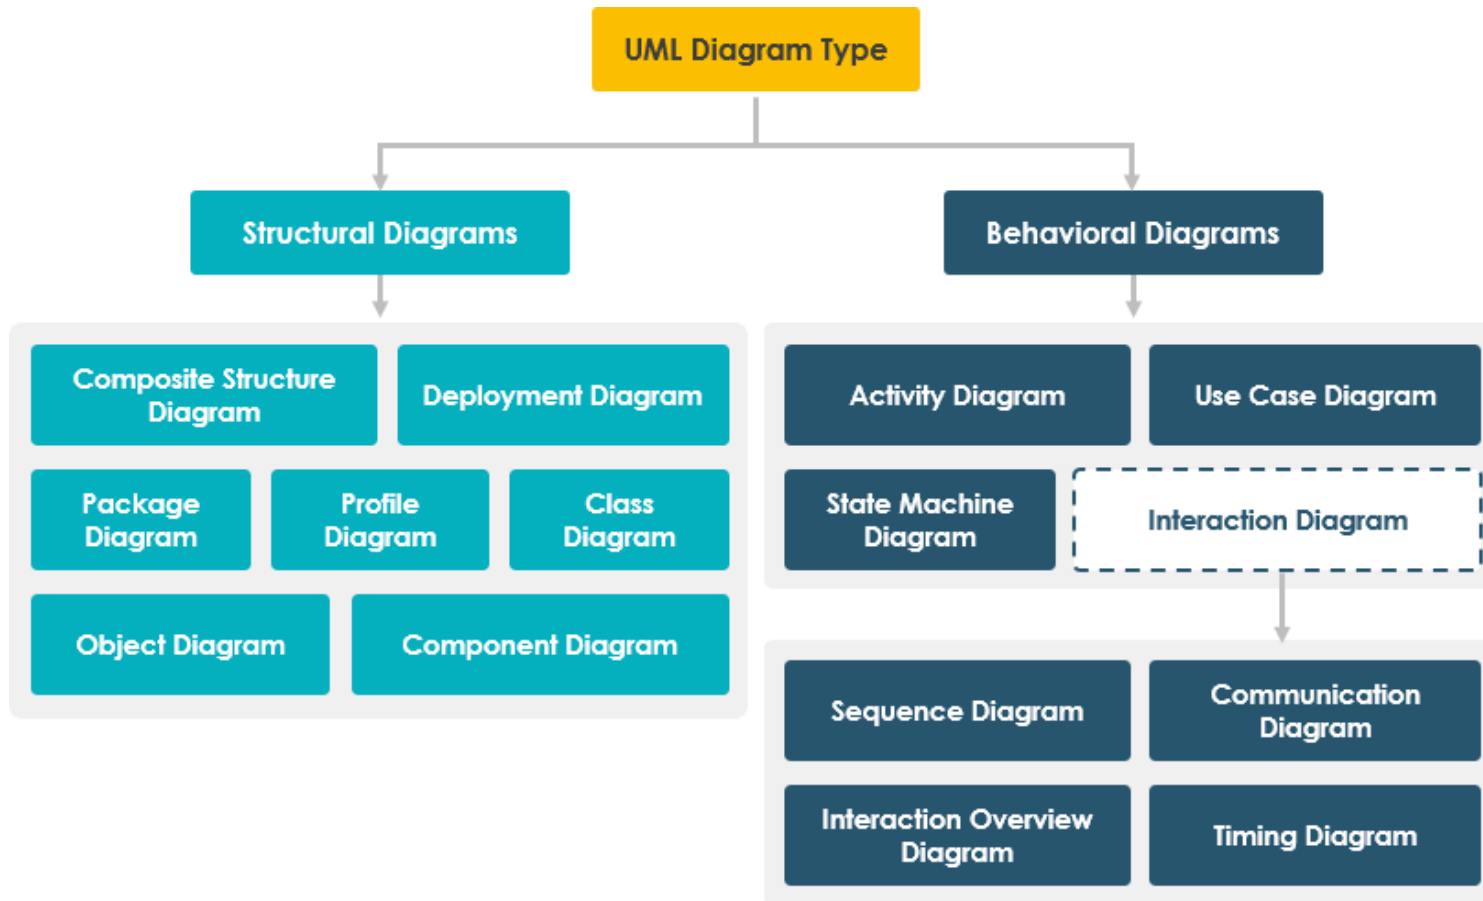 UML Diagram Type
Structural Diagrams
Behavioral Diagrams
Composite Structure
Diagram
Deployment Diagram
Package
Diagram
Profile
Diagram
Class
Diagram
Object Diagram
Component Diagram
Activity Diagram
Use Case Diagram
State Machine
Diagram
Interaction Diagram
Sequence Diagram
Communication
Diagram
Interaction Overview
Diagram
Timing Diagram